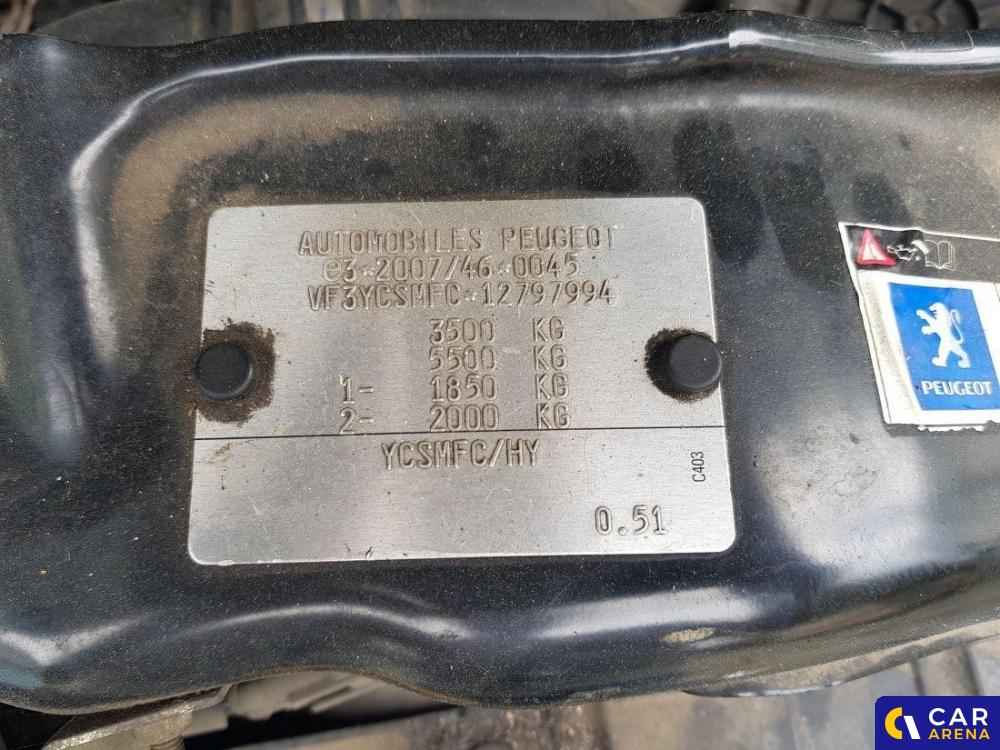 AUTOMOBILES PEUGEOT
e3*2007/46*0045
VF3YCSMFC*12797994
3500 KG
5500 KG
1- 1850 KG
2- 2000 KG
YCSMFC/HY
C403
0.51
PEUGEOT
CAR
ARENA